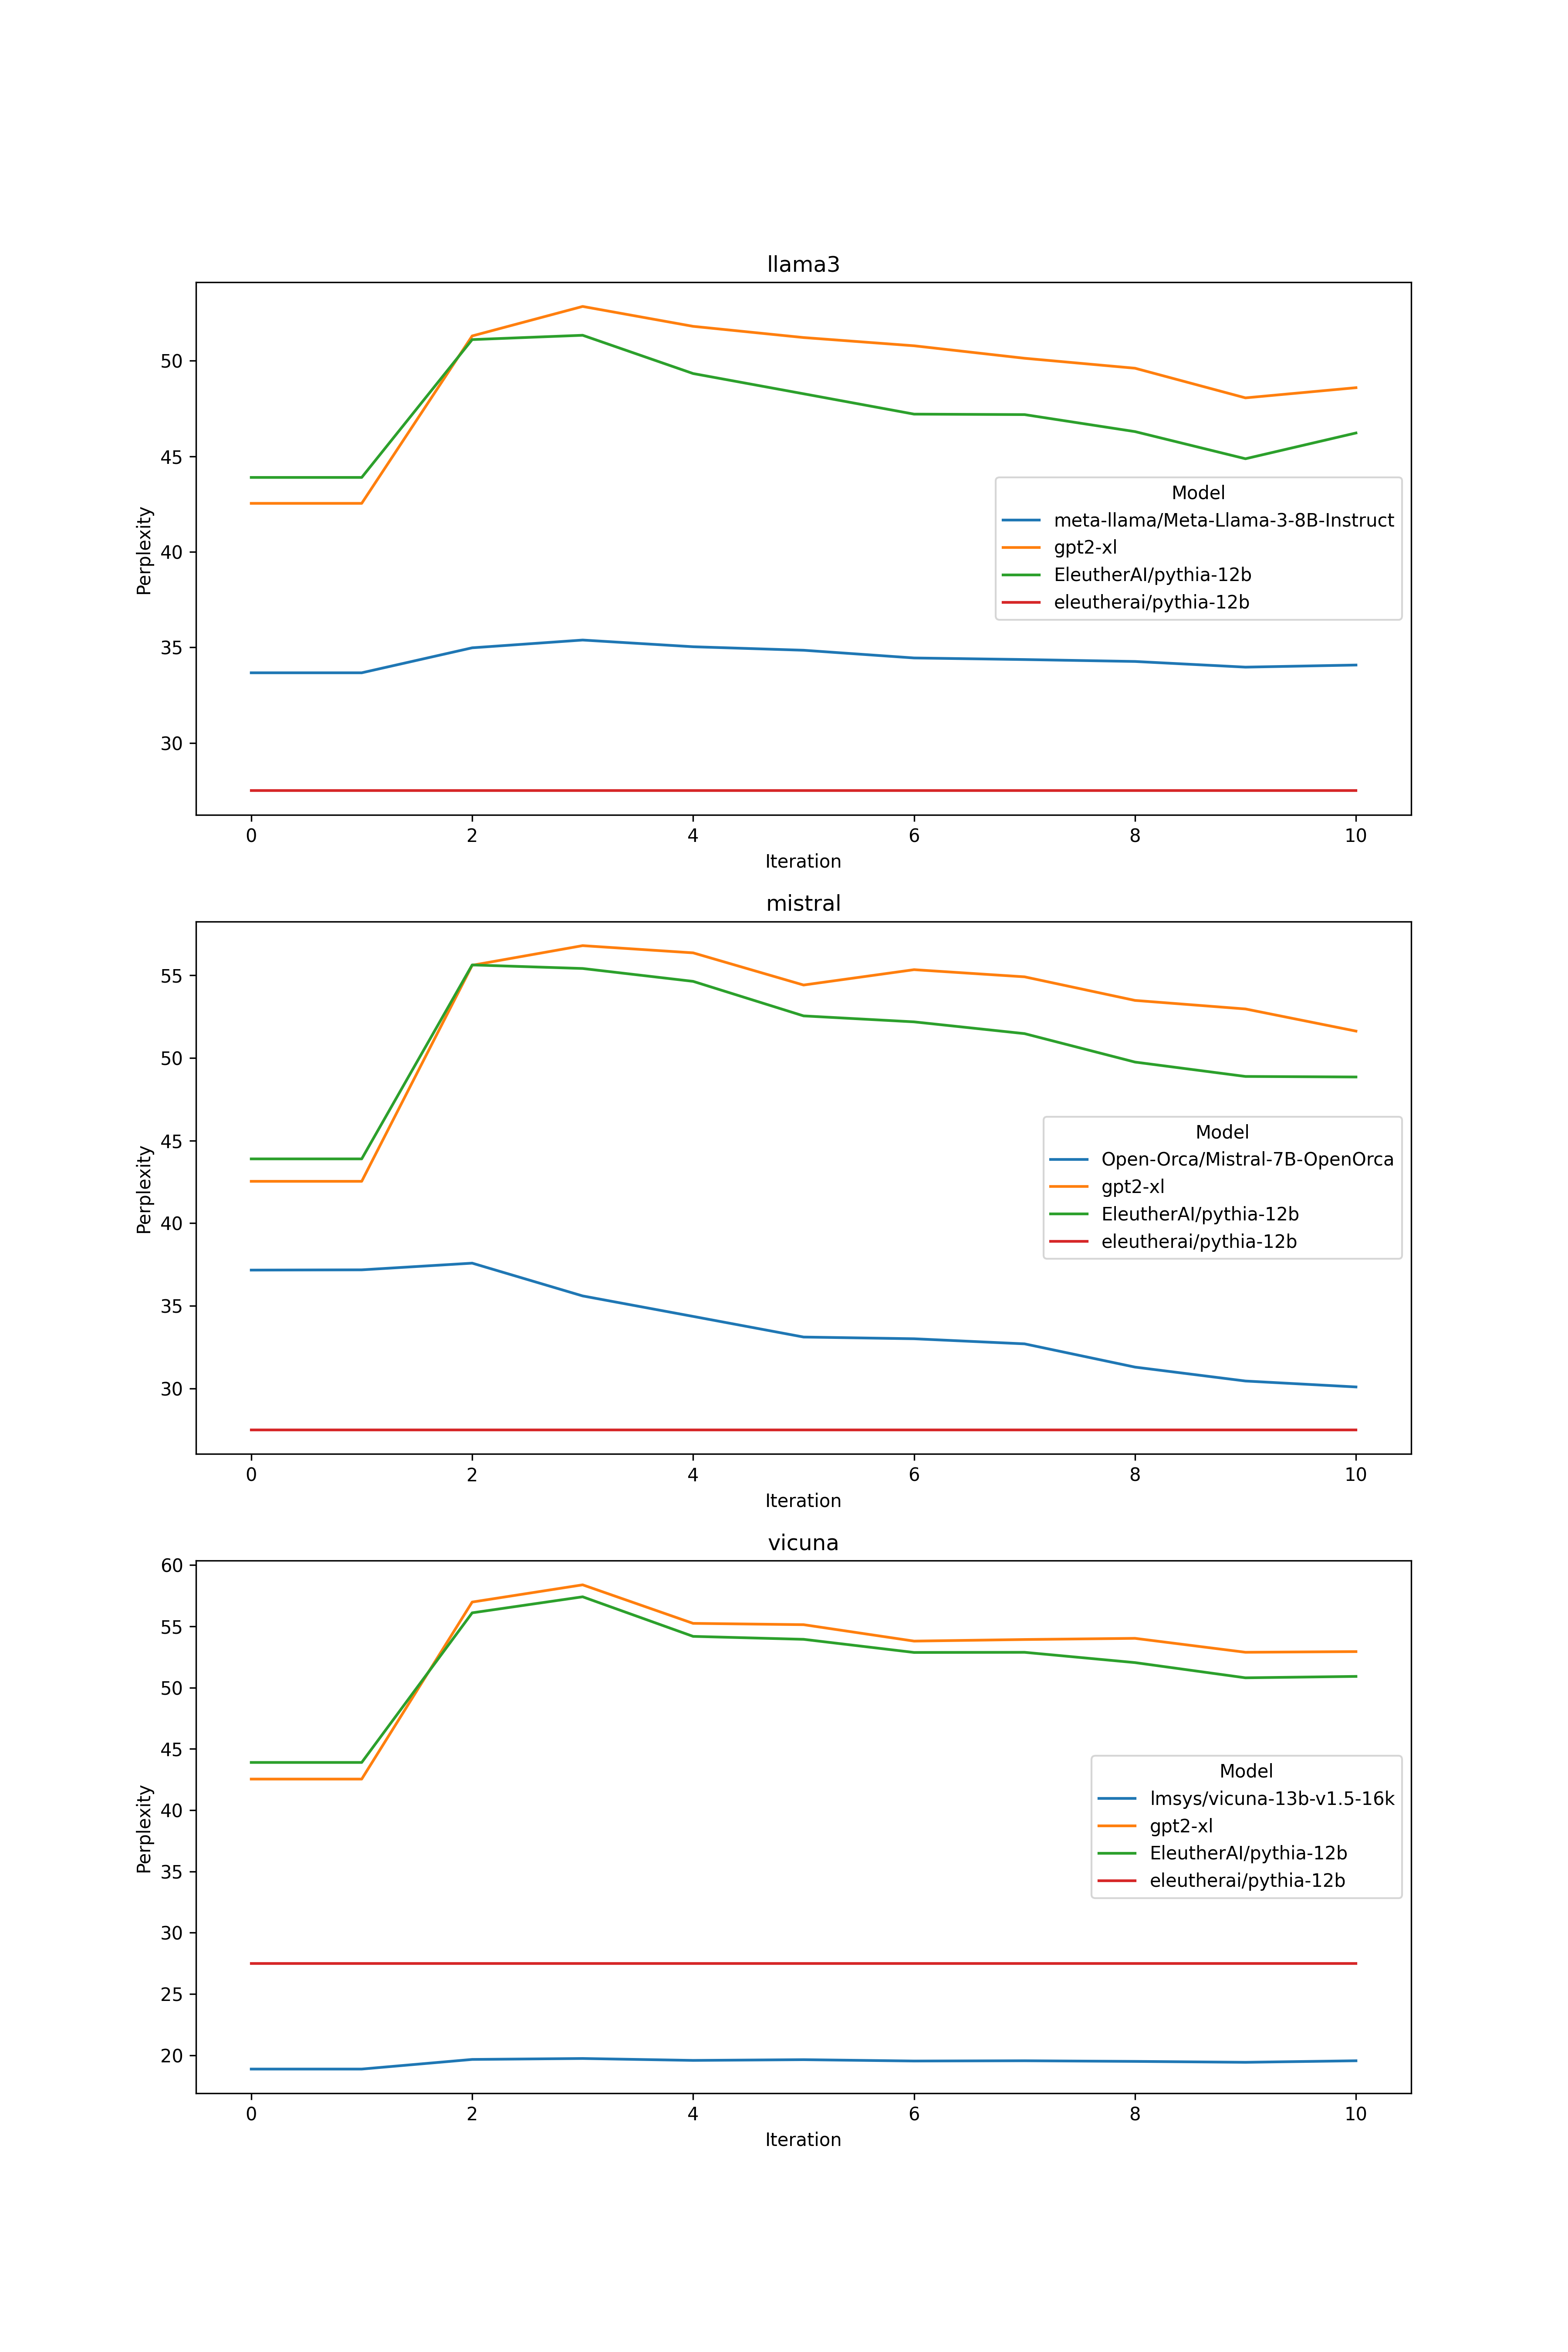 llama3
50
45
40
35
30
Perplexity
0 2 4 6 8 10
Iteration
Model
meta-llama/Meta-Llama-3-8B-Instruct
gpt2-xl
EleutherAI/pythia-12b
eleutherai/pythia-12b
mistral
55
50
45
40
35
30
Perplexity
0 2 4 6 8 10
Iteration
Model
Open-Orca/Mistral-7B-OpenOrca
gpt2-xl
EleutherAI/pythia-12b
eleutherai/pythia-12b
vicuna
60
55
50
45
40
35
30
25
20
Perplexity
0 2 4 6 8 10
Iteration
Model
lmsys/vicuna-13b-v1.5-16k
gpt2-xl
EleutherAI/pythia-12b
eleutherai/pythia-12b